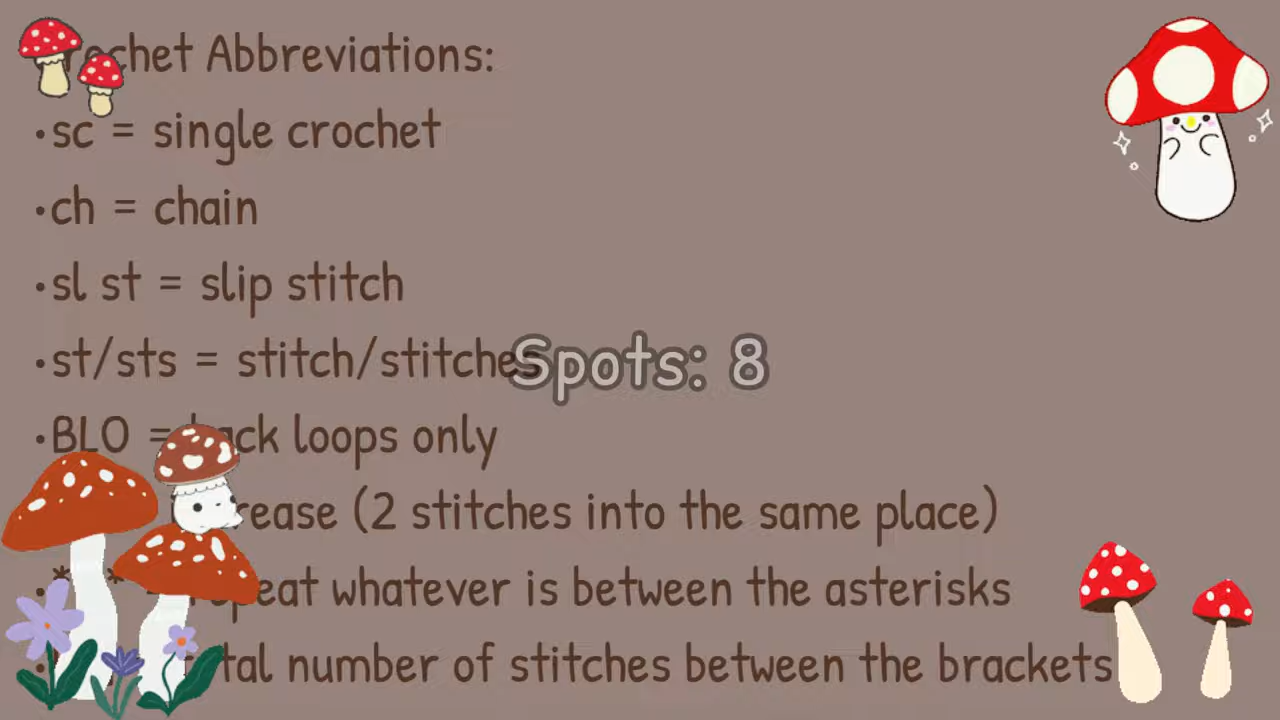 chet Abbreviations:
•sc = single crochet
•ch = chain
•sl st = slip stitch
•st/sts = stitch/stitches
Spots: 8
•BLO = back loops only
rease (2 stitches into the same place)
•* * = repeat whatever is between the asterisks
tal number of stitches between the brackets